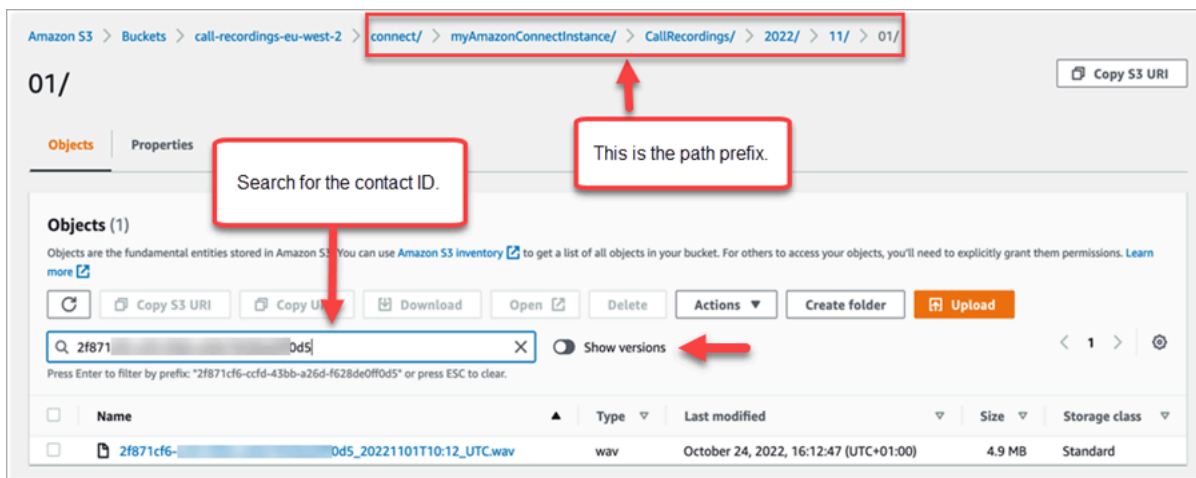 Amazon S3 > Buckets > call-recordings-eu-west-2 > connect/ > myAmazonConnectInstance/ > CallRecordings/ > 2022/ > 11/ > 01/
01/
Copy S3 URI
Objects Properties
This is the path prefix.
Search for the contact ID.
Objects (1)
Objects are the fundamental entities stored in Amazon S3. You can use Amazon S3 inventory to get a list of all objects in your bucket. For others to access your objects, you'll need to explicitly grant them permissions. Learn
more
Copy S3 URI Copy U Download Open Delete Actions Create folder Upload
2f871 0d5 Show versions < 1 >
Press Enter to filter by prefix: "2f871cf6-ccfd-43bb-a26d-f628de0ff0d5" or press ESC to clear.
Name Type Last modified Size Storage class
2f871cf6- 0d5_20221101T10:12_UTC.wav wav October 24, 2022, 16:12:47 (UTC+01:00) 4.9 MB Standard